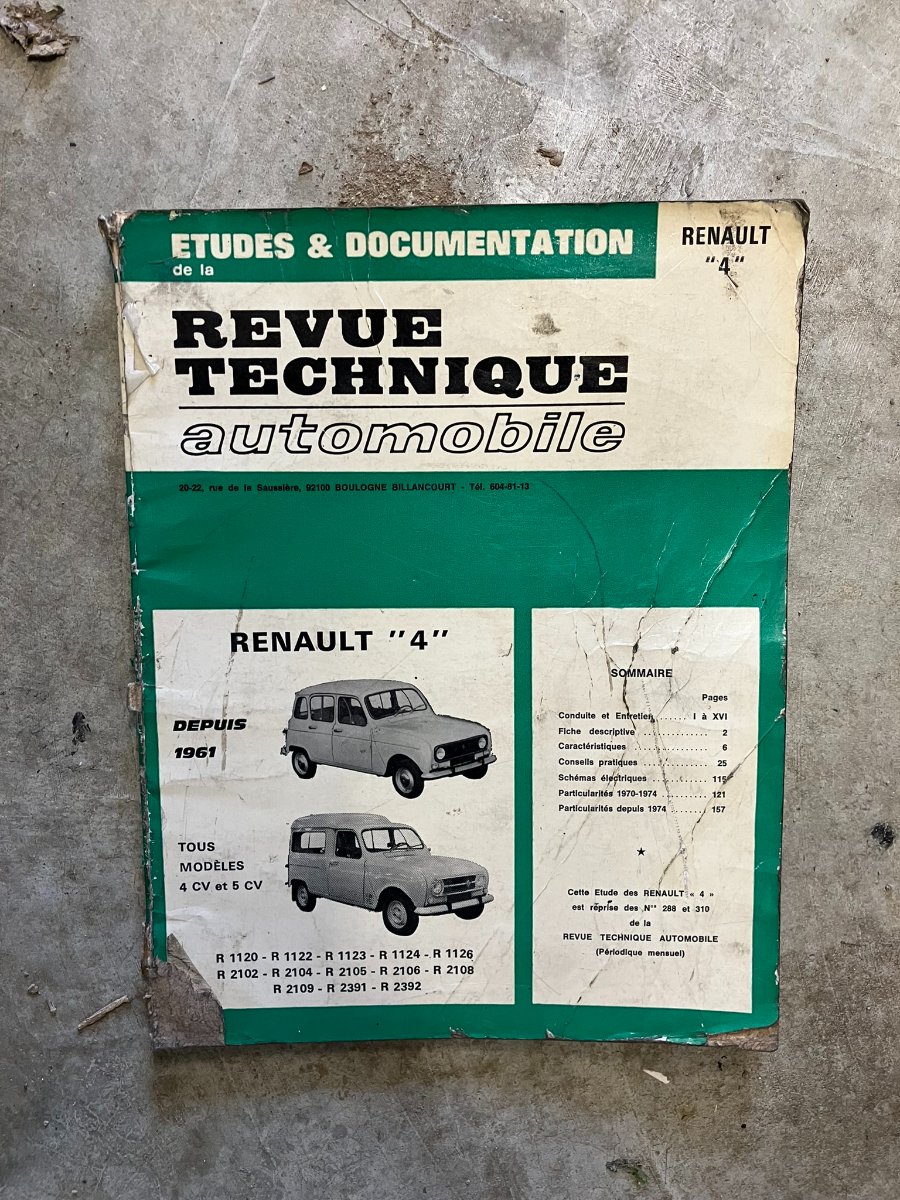 ETUDES & DOCUMENTATION
de la
RENAULT
"4"
REVUE
TECHNIQUE
automobile
20-22, rue de la Saussière, 92100 BOULOGNE BILLANCOURT - Tél. 604-81-13
RENAULT "4"
DEPUIS
1961
TOUS
MODÈLES
4 CV et 5 CV
R 1120 - R 1122 - R 1123 - R 1124 - R 1126
R 2102 - R 2104 - R 2105 - R 2106 - R 2108
R 2109 - R 2391 - R 2392
SOMMAIRE
Pages
Conduite et Entretien ...... I à XVI
Fiche descriptive .............. 2
Caractéristiques ............... 6
Conseils pratiques ............. 25
Schémas électriques ............ 115
Particularités 1970-1974 .......... 121
Particularités depuis 1974 ........ 157
★
Cette Etude des RENAULT « 4 »
est reprise des N°° 288 et 310
de la
REVUE TECHNIQUE AUTOMOBILE
(Périodique mensuel)